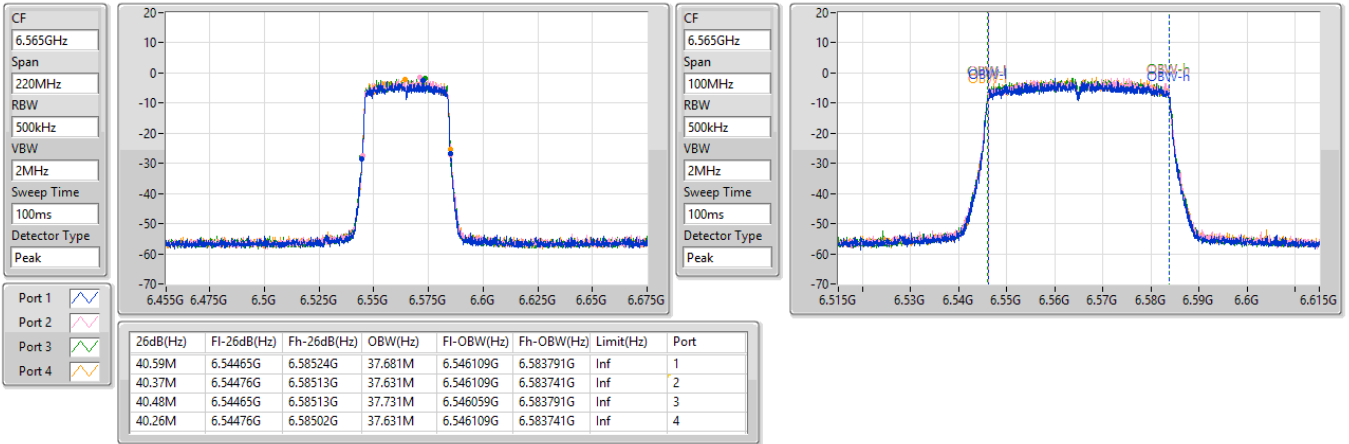 CF
6.565GHz
Span
220MHz
RBW
500kHz
VBW
2MHz
Sweep Time
100ms
Detector Type
Peak
20
10
0
-10
-20
-30
-40
-50
-60
-70
6.455G 6.475G 6.5G 6.525G 6.55G 6.575G 6.6G 6.625G 6.65G 6.675G
CF
6.565GHz
Span
100MHz
RBW
500kHz
VBW
2MHz
Sweep Time
100ms
Detector Type
Peak
20
10
0
-10
-20
-30
-40
-50
-60
-70
OBW-l
OBW-h
OBW-h
6.515G 6.53G 6.54G 6.55G 6.56G 6.57G 6.58G 6.59G 6.6G 6.615G
Port 1
Port 2
Port 3
Port 4
26dB(Hz) Fl-26dB(Hz) Fh-26dB(Hz) OBW(Hz) Fl-OBW(Hz) Fh-OBW(Hz) Limit(Hz) Port
40.59M 6.54465G 6.58524G 37.681M 6.546109G 6.583791G Inf 1
40.37M 6.54476G 6.58513G 37.631M 6.546109G 6.583741G Inf 2
40.48M 6.54465G 6.58513G 37.731M 6.546059G 6.583791G Inf 3
40.26M 6.54476G 6.58502G 37.631M 6.546109G 6.583741G Inf 4